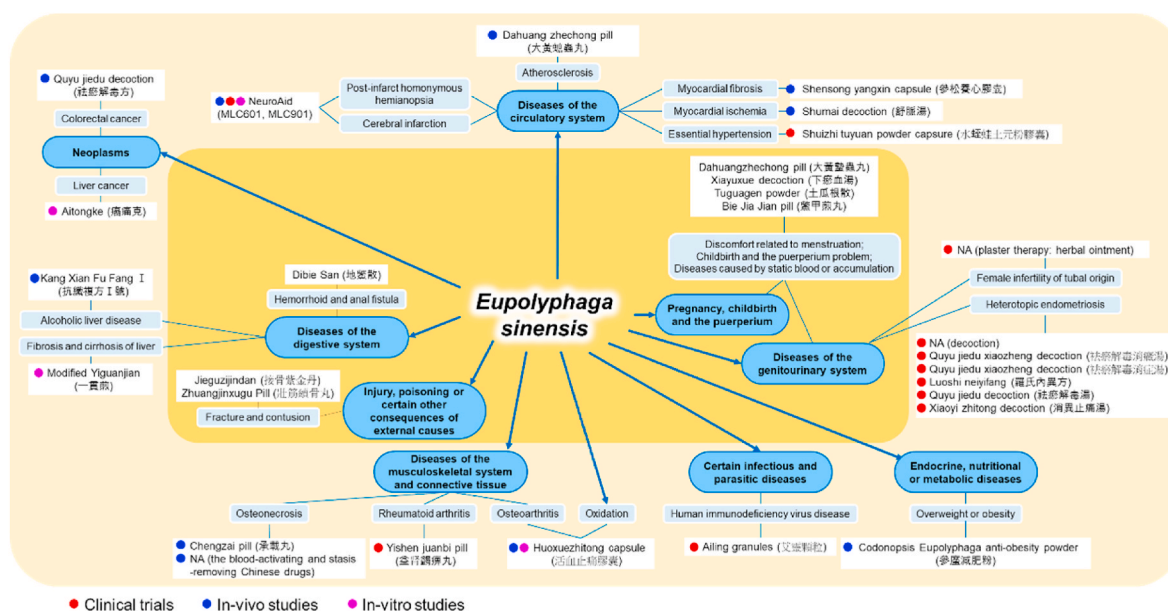 Dahuang zhechong pill
(大黃蟅蟲丸)
Atherosclerosis
Diseases of the
circulatory system
Post-infarct homonymous
hemianopsia
Cerebral infarction
NeuroAid
(MLC601, MLC901)
Myocardial fibrosis
Shensong yangxin capsule (參松養心膠囊)
Myocardial ischemia
Shumai decoction (舒脈湯)
Essential hypertension
Shuizhi tuyuan powder capsure (水蛭蛙土元粉膠囊)
Quyu jiedu decoction
(祛瘀解毒方)
Colorectal cancer
Neoplasms
Liver cancer
Aitongke (癌痛克)
Dahuangzhechong pill (大黃蟄蟲丸)
Xiayuxue decoction (下瘀血湯)
Tuguagen powder (土瓜根散)
Bie Jia Jian pill (鱉甲煎丸)
Discomfort related to menstruation;
Childbirth and the puerperium problem;
Diseases caused by static blood or accumulation
Pregnancy, childbirth
and the puerperium
NA (plaster therapy: herbal ointment)
Female infertility of tubal origin
Heterotopic endometriosis
Diseases of the
genitourinary system
NA (decoction)
Quyu jiedu xiaozheng decoction (祛瘀解毒消癥湯)
Quyu jiedu xiaozheng decoction (祛瘀解毒消症湯)
Luoshi neiyifang (羅氏內異方)
Quyu jiedu decoction (祛瘀解毒湯)
Xiaoyi zhitong decoction (消異止痛湯)
Kang Xian Fu Fang I
(抗纖複方I號)
Alcoholic liver disease
Fibrosis and cirrhosis of liver
Modified Yiguanjian
(一貫煎)
Dibie San (地鱉散)
Hemorrhoid and anal fistula
Diseases of the
digestive system
Eupolyphaga
sinensis
Jieguzijindan (接骨紫金丹)
Zhuangjinxugu Pill (壯筋續骨丸)
Fracture and contusion
Injury, poisoning or
certain other
consequences of
external causes
Diseases of the
musculoskeletal system
and connective tissue
Osteonecrosis
Rheumatoid arthritis
Osteoarthritis
Oxidation
Chengzai pill (承載丸)
NA (the blood-activating and stasis
-removing Chinese drugs)
Yishen juanbi pill
(益腎蠲痹丸)
Huoxuezhitong capsule
(活血止痛膠囊)
Certain infectious and
parasitic diseases
Human immunodeficiency virus disease
Ailing granules (艾靈顆粒)
Endocrine, nutritional
or metabolic diseases
Overweight or obesity
Codonopsis Eupolyphaga anti-obesity powder
Clinical trials
In-vivo studies
In-vitro studies